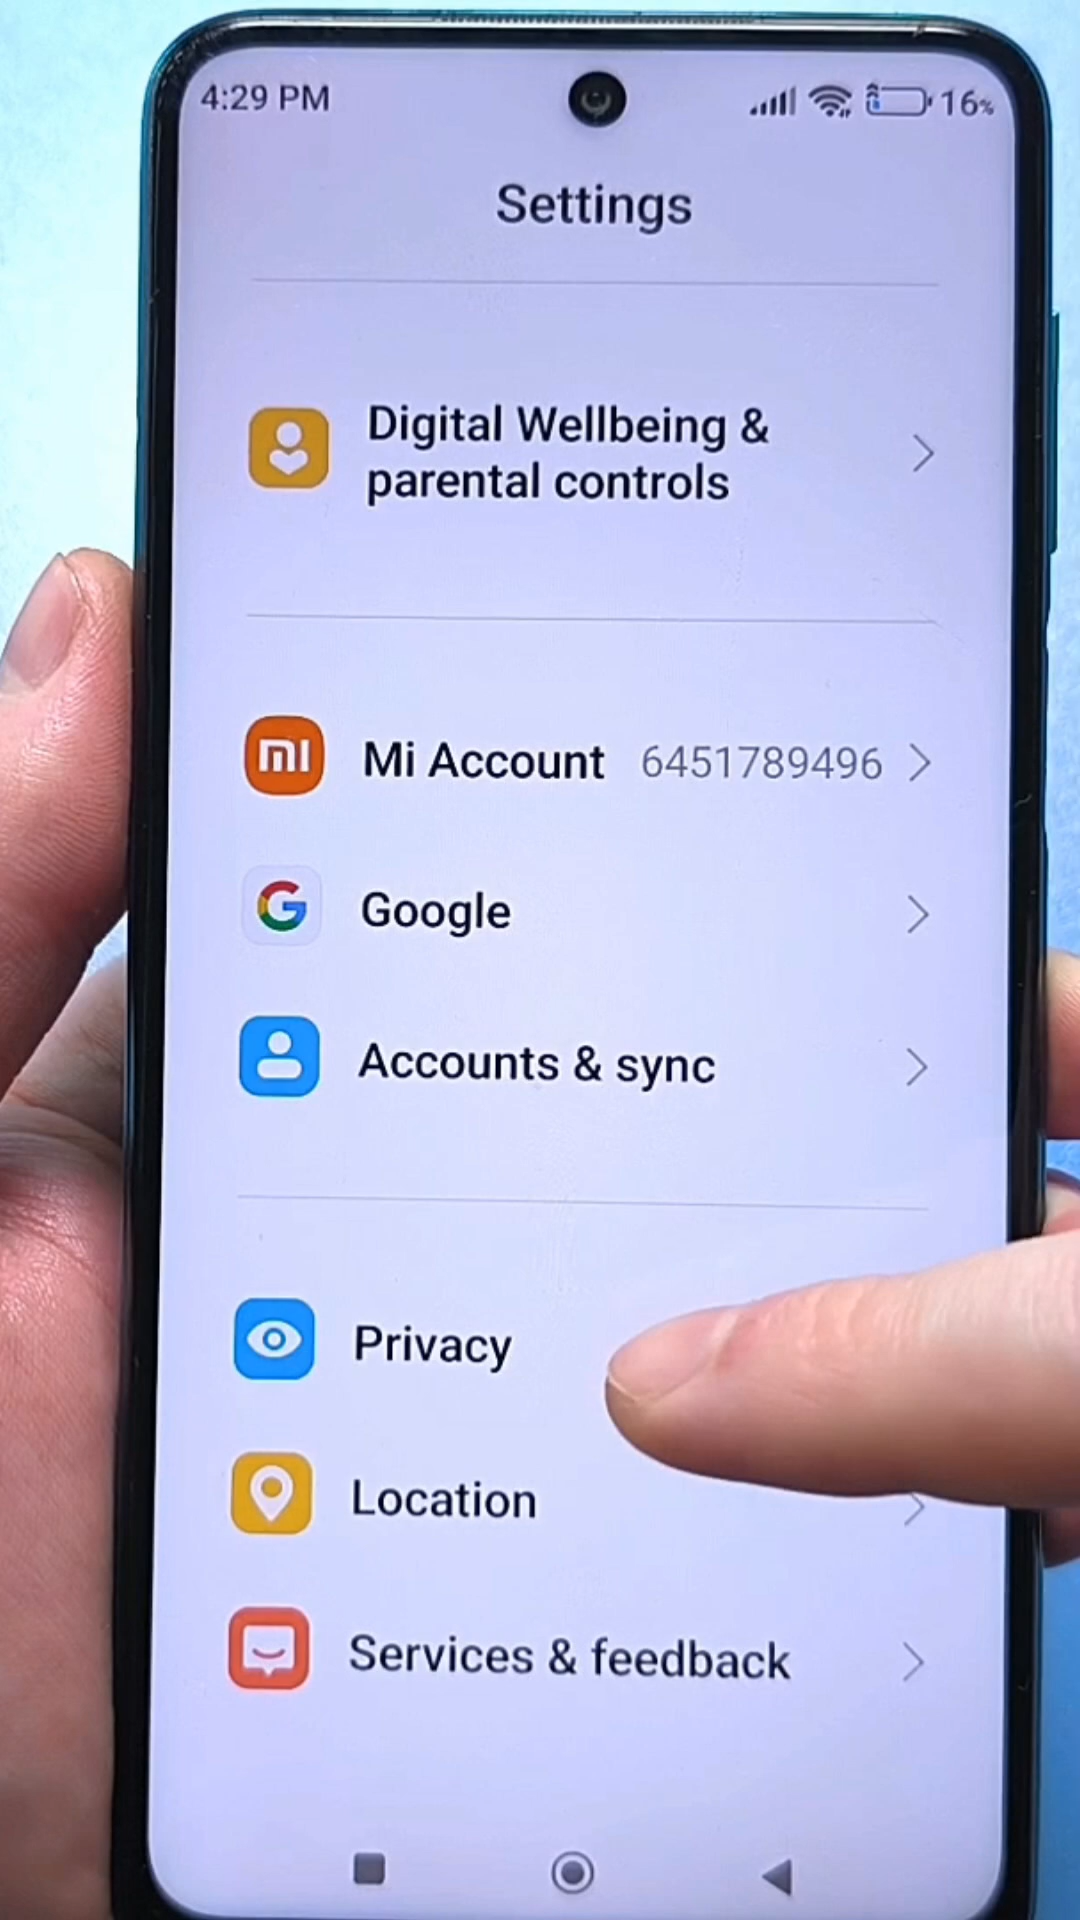 4:29 PM 16%
Settings
Digital Wellbeing &
parental controls
mi Mi Account 6451789496
G Google
Accounts & sync
Privacy
Location
Services & feedback